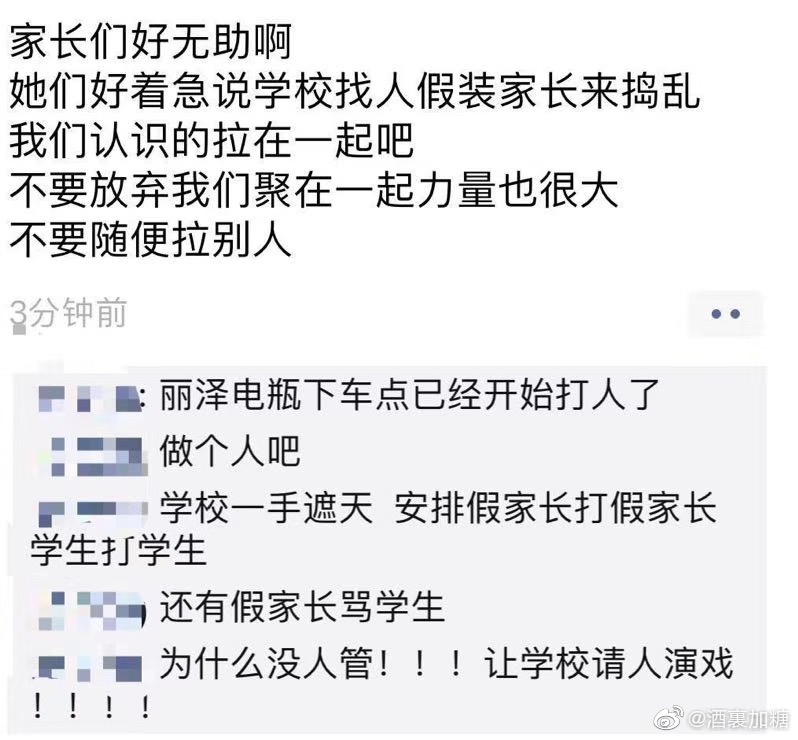 家长们好无助啊
她们好着急说学校找人假装家长来捣乱
我们认识的拉在一起吧
不要放弃我们聚在一起力量也很大
不要随便拉别人
3分钟前
: 丽泽电瓶下车点已经开始打人了
做个人吧
学校一手遮天 安排假家长打假家长
学生打学生
还有假家长骂学生
为什么没人管！！！让学校请人演戏
！！！！
@酒裏加糖